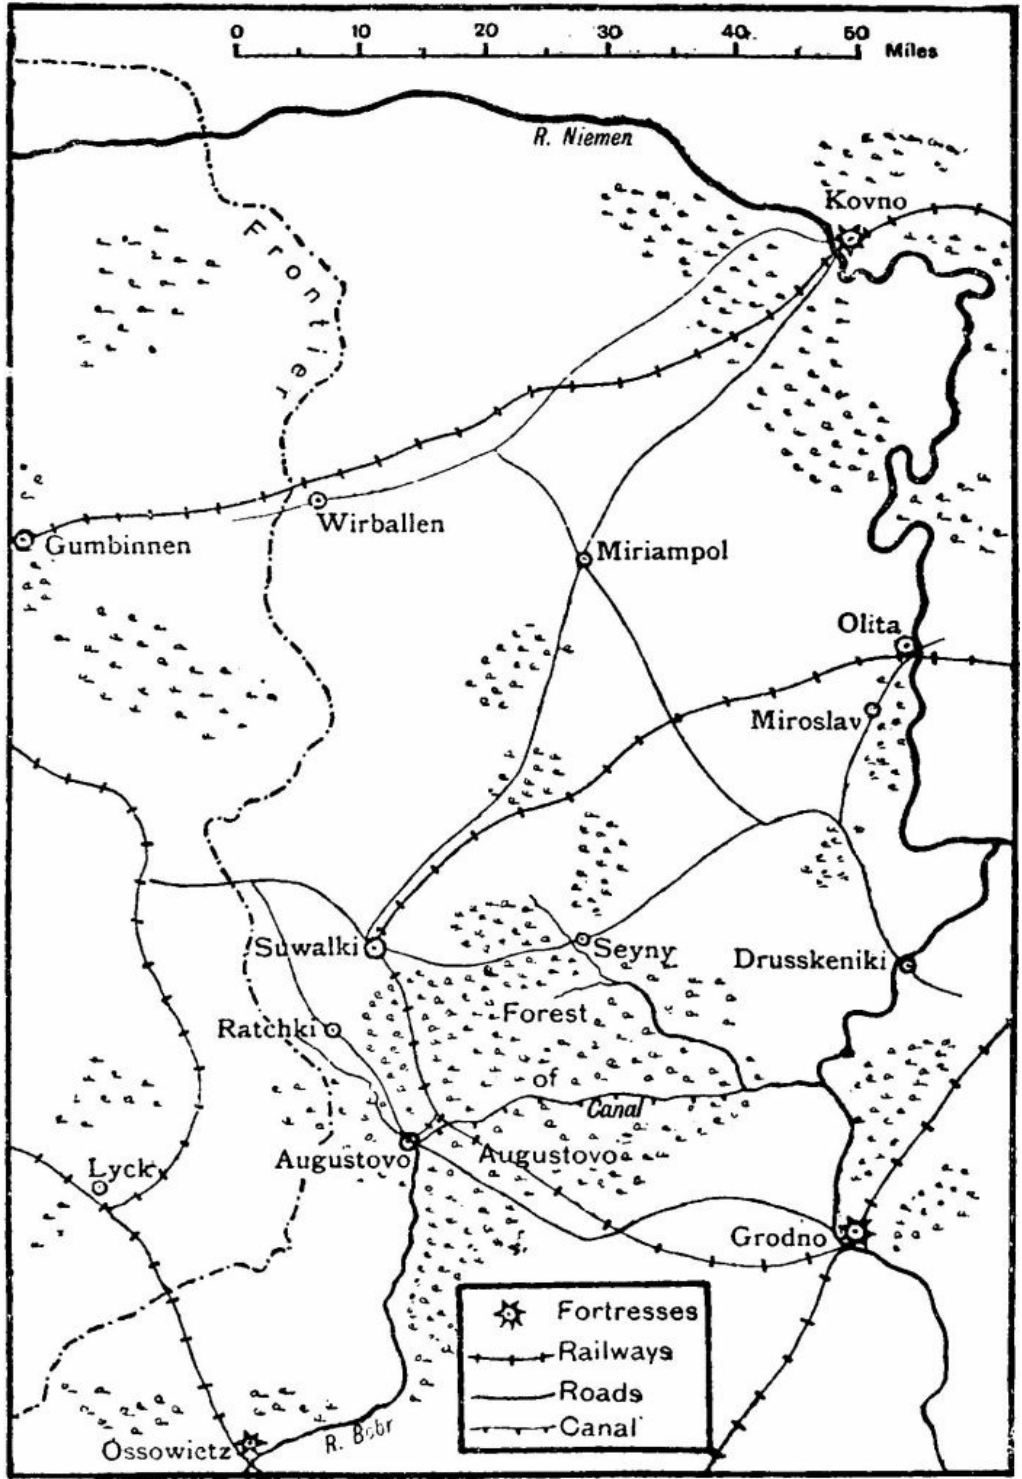 0 10 20 30 40 50
Miles
R. Niemen
Kovno
Frontier
Wirballen
Gumbinnen
Miriampol
Olita
Miroslav
Suwalki
Seyny
Drusskeniki
Ratchki
Forest
of
Canal
Augustovo
Augustovo
Lyck
Grodno
Fortresses
Railways
Roads
Canal
R. Bobr
Ossowietz